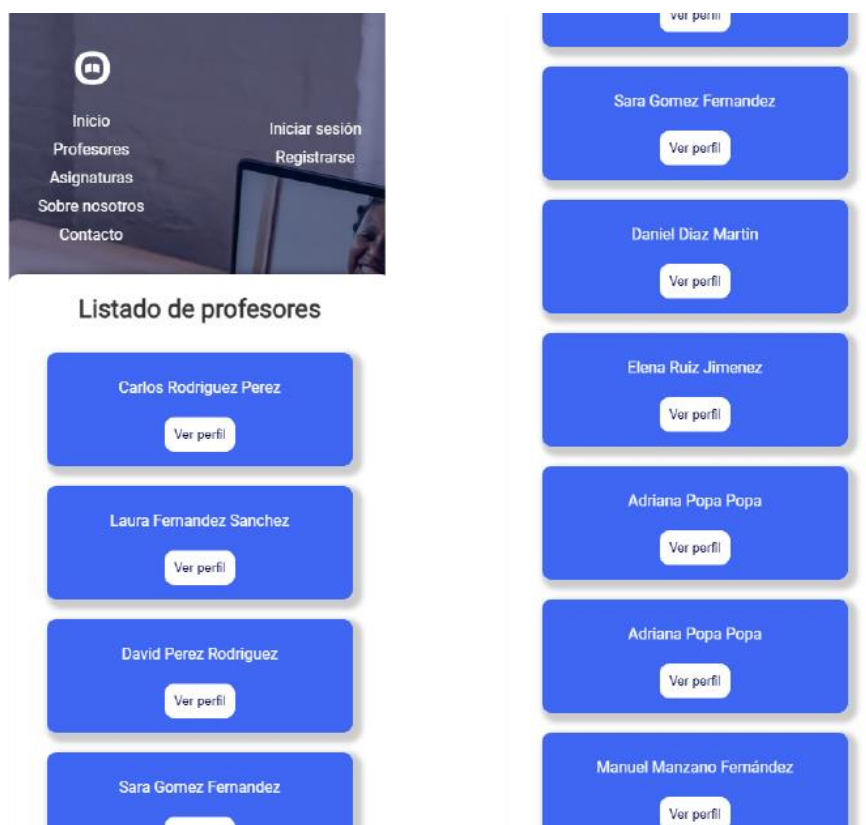 Inicio
Profesores
Asignaturas
Sobre nosotros
Contacto
Iniciar sesión
Registrarse
Listado de profesores
Carlos Rodriguez Perez
Ver perfil
Laura Fernandez Sanchez
Ver perfil
David Perez Rodriguez
Ver perfil
Sara Gomez Fernandez
Ver perfil
Sara Gomez Fernandez
Ver perfil
Daniel Diaz Martin
Ver perfil
Elena Ruiz Jimenez
Ver perfil
Adriana Popa Popa
Ver perfil
Adriana Popa Popa
Ver perfil
Manuel Manzano Fernández
Ver perfil